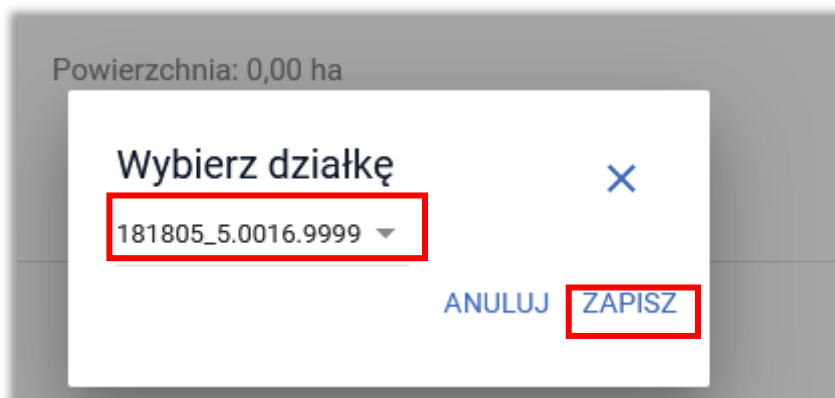 Powierzchnia: 0,00 ha
Wybierz działkę
181805_5.0016.9999
ANULUJ ZAPISZ